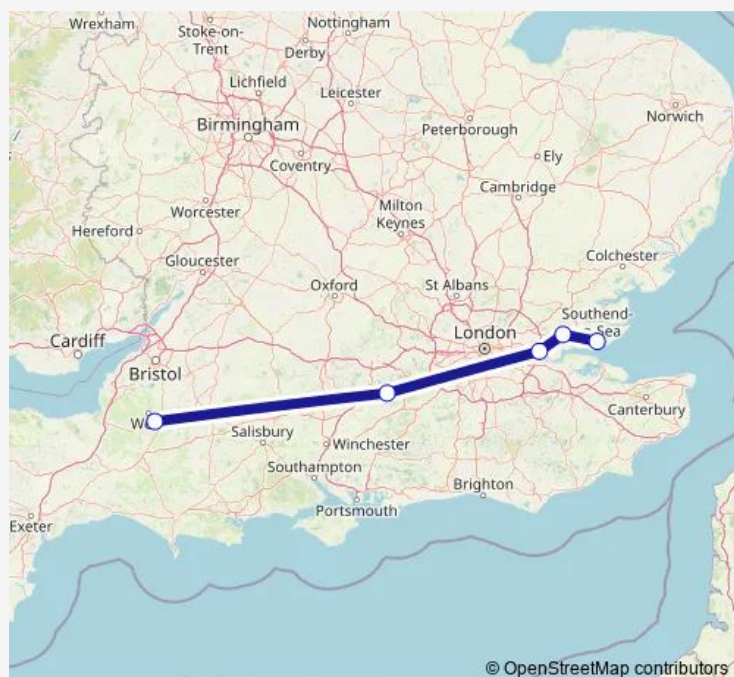 Wrexham
Stoke-on-
Trent
Nottingham
Derby
Lichfield
Leicester
Norwich
Birmingham
Peterborough
Coventry
Ely
Cambridge
Worcester
Milton
Keynes
Hereford
Gloucester
Colchester
Oxford
St Albans
Southend-
Sea
London
Cardiff
Bristol
Canterbury
Salisbury
Winchester
Southampton
Brighton
Portsmouth
Exeter
© OpenStreetMap contributors